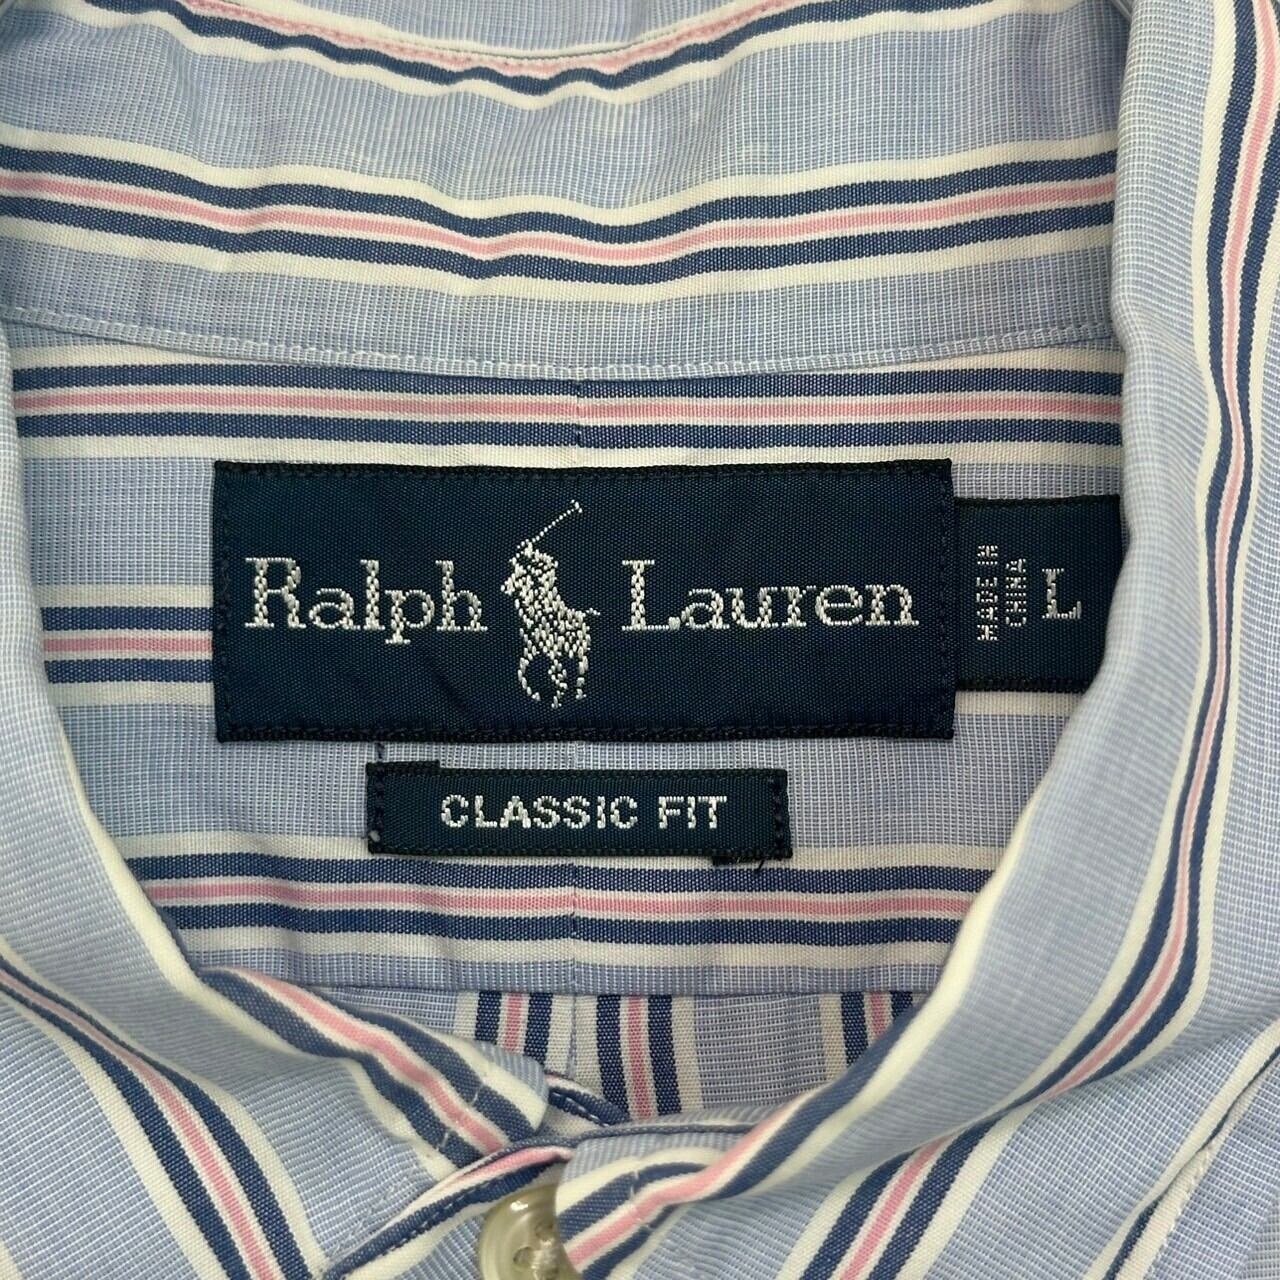 Ralph Lauren
MADE IN
CHINA
L
CLASSIC FIT